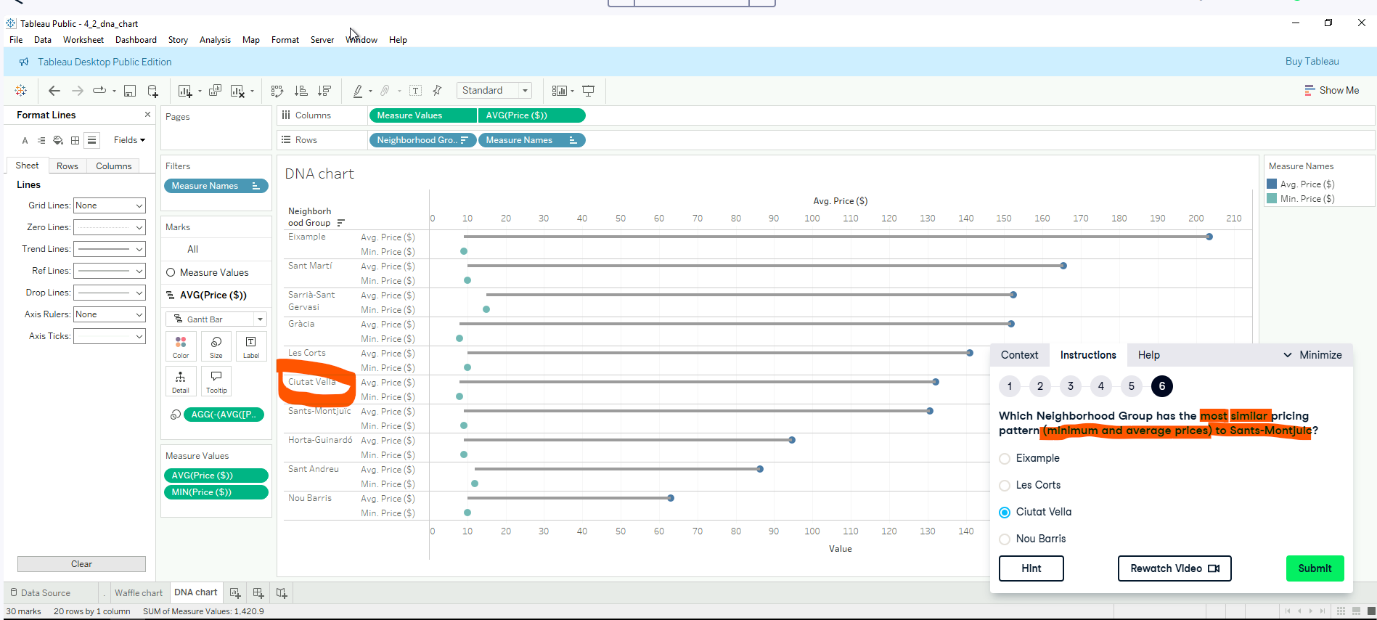 Tableau Public - 4_2_dna_chart
File Data Worksheet Dashboard Story Analysis Map Format Server Window Help
Tableau Desktop Public Edition Buy Tableau
Standard Show Me
Format Lines
Fields
Sheet Rows Columns
Lines
Grid Lines: None
Zero Lines:
Trend Lines:
Ref Lines:
Drop Lines:
Axis Rulers: None
Axis Ticks:
Clear
Pages
Filters
Measure Names
Marks
All
Measure Values
AVG(Price ($))
Gantt Bar
Color Size Label
Detail Tooltip
AGG(-(AVG([P..
Measure Values
AVG(Price ($))
MIN(Price ($))
Columns Measure Values AVG(Price ($))
Rows Neighborhood Gro.. Measure Names
DNA chart
Avg. Price ($)
Neighborh
ood Group
0 10 20 30 40 50 60 70 80 90 100 110 120 130 140 150 160 170 180 190 200 210
Eixample Avg. Price ($)
Min. Price ($)
Sant Martí Avg. Price ($)
Min. Price ($)
Sarrià-Sant Avg. Price ($)
Gervasi Min. Price ($)
Gràcia Avg. Price ($)
Min. Price ($)
Les Corts Avg. Price ($)
Min. Price ($)
Ciutat Vella Avg. Price ($)
Min. Price ($)
Sants-Montjuïc Avg. Price ($)
Min. Price ($)
Horta-Guinardó Avg. Price ($)
Min. Price ($)
Sant Andreu Avg. Price ($)
Min. Price ($)
Nou Barris Avg. Price ($)
Min. Price ($)
0 10 20 30 40 50 60 70 80 90 100 110 120 130 140
Value
Measure Names
Avg. Price ($)
Min. Price ($)
Context Instructions Help Minimize
1 2 3 4 5 6
Which Neighborhood Group has the most similar pricing
pattern (minimum and average prices) to Sants-Montjuïc?
Eixample
Les Corts
Ciutat Vella
Nou Barris
Hint Rewatch Video Submit
Data Source Waffle chart DNA chart
30 marks 20 rows by 1 column SUM of Measure Values: 1,420.9